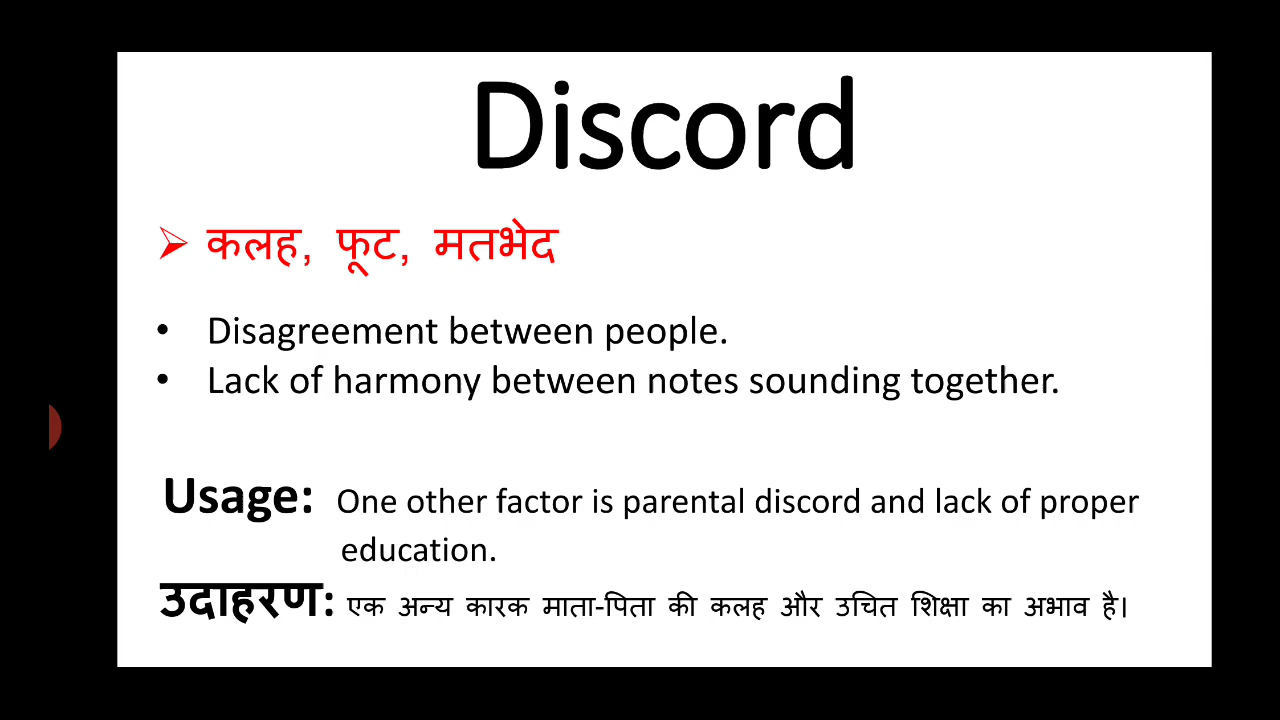 Discord
➢ कलह, फूट, मतभेद
• Disagreement between people.
• Lack of harmony between notes sounding together.
Usage: One other factor is parental discord and lack of proper
education.
उदाहरण: एक अन्य कारक माता-पिता की कलह और उचित शिक्षा का अभाव है।